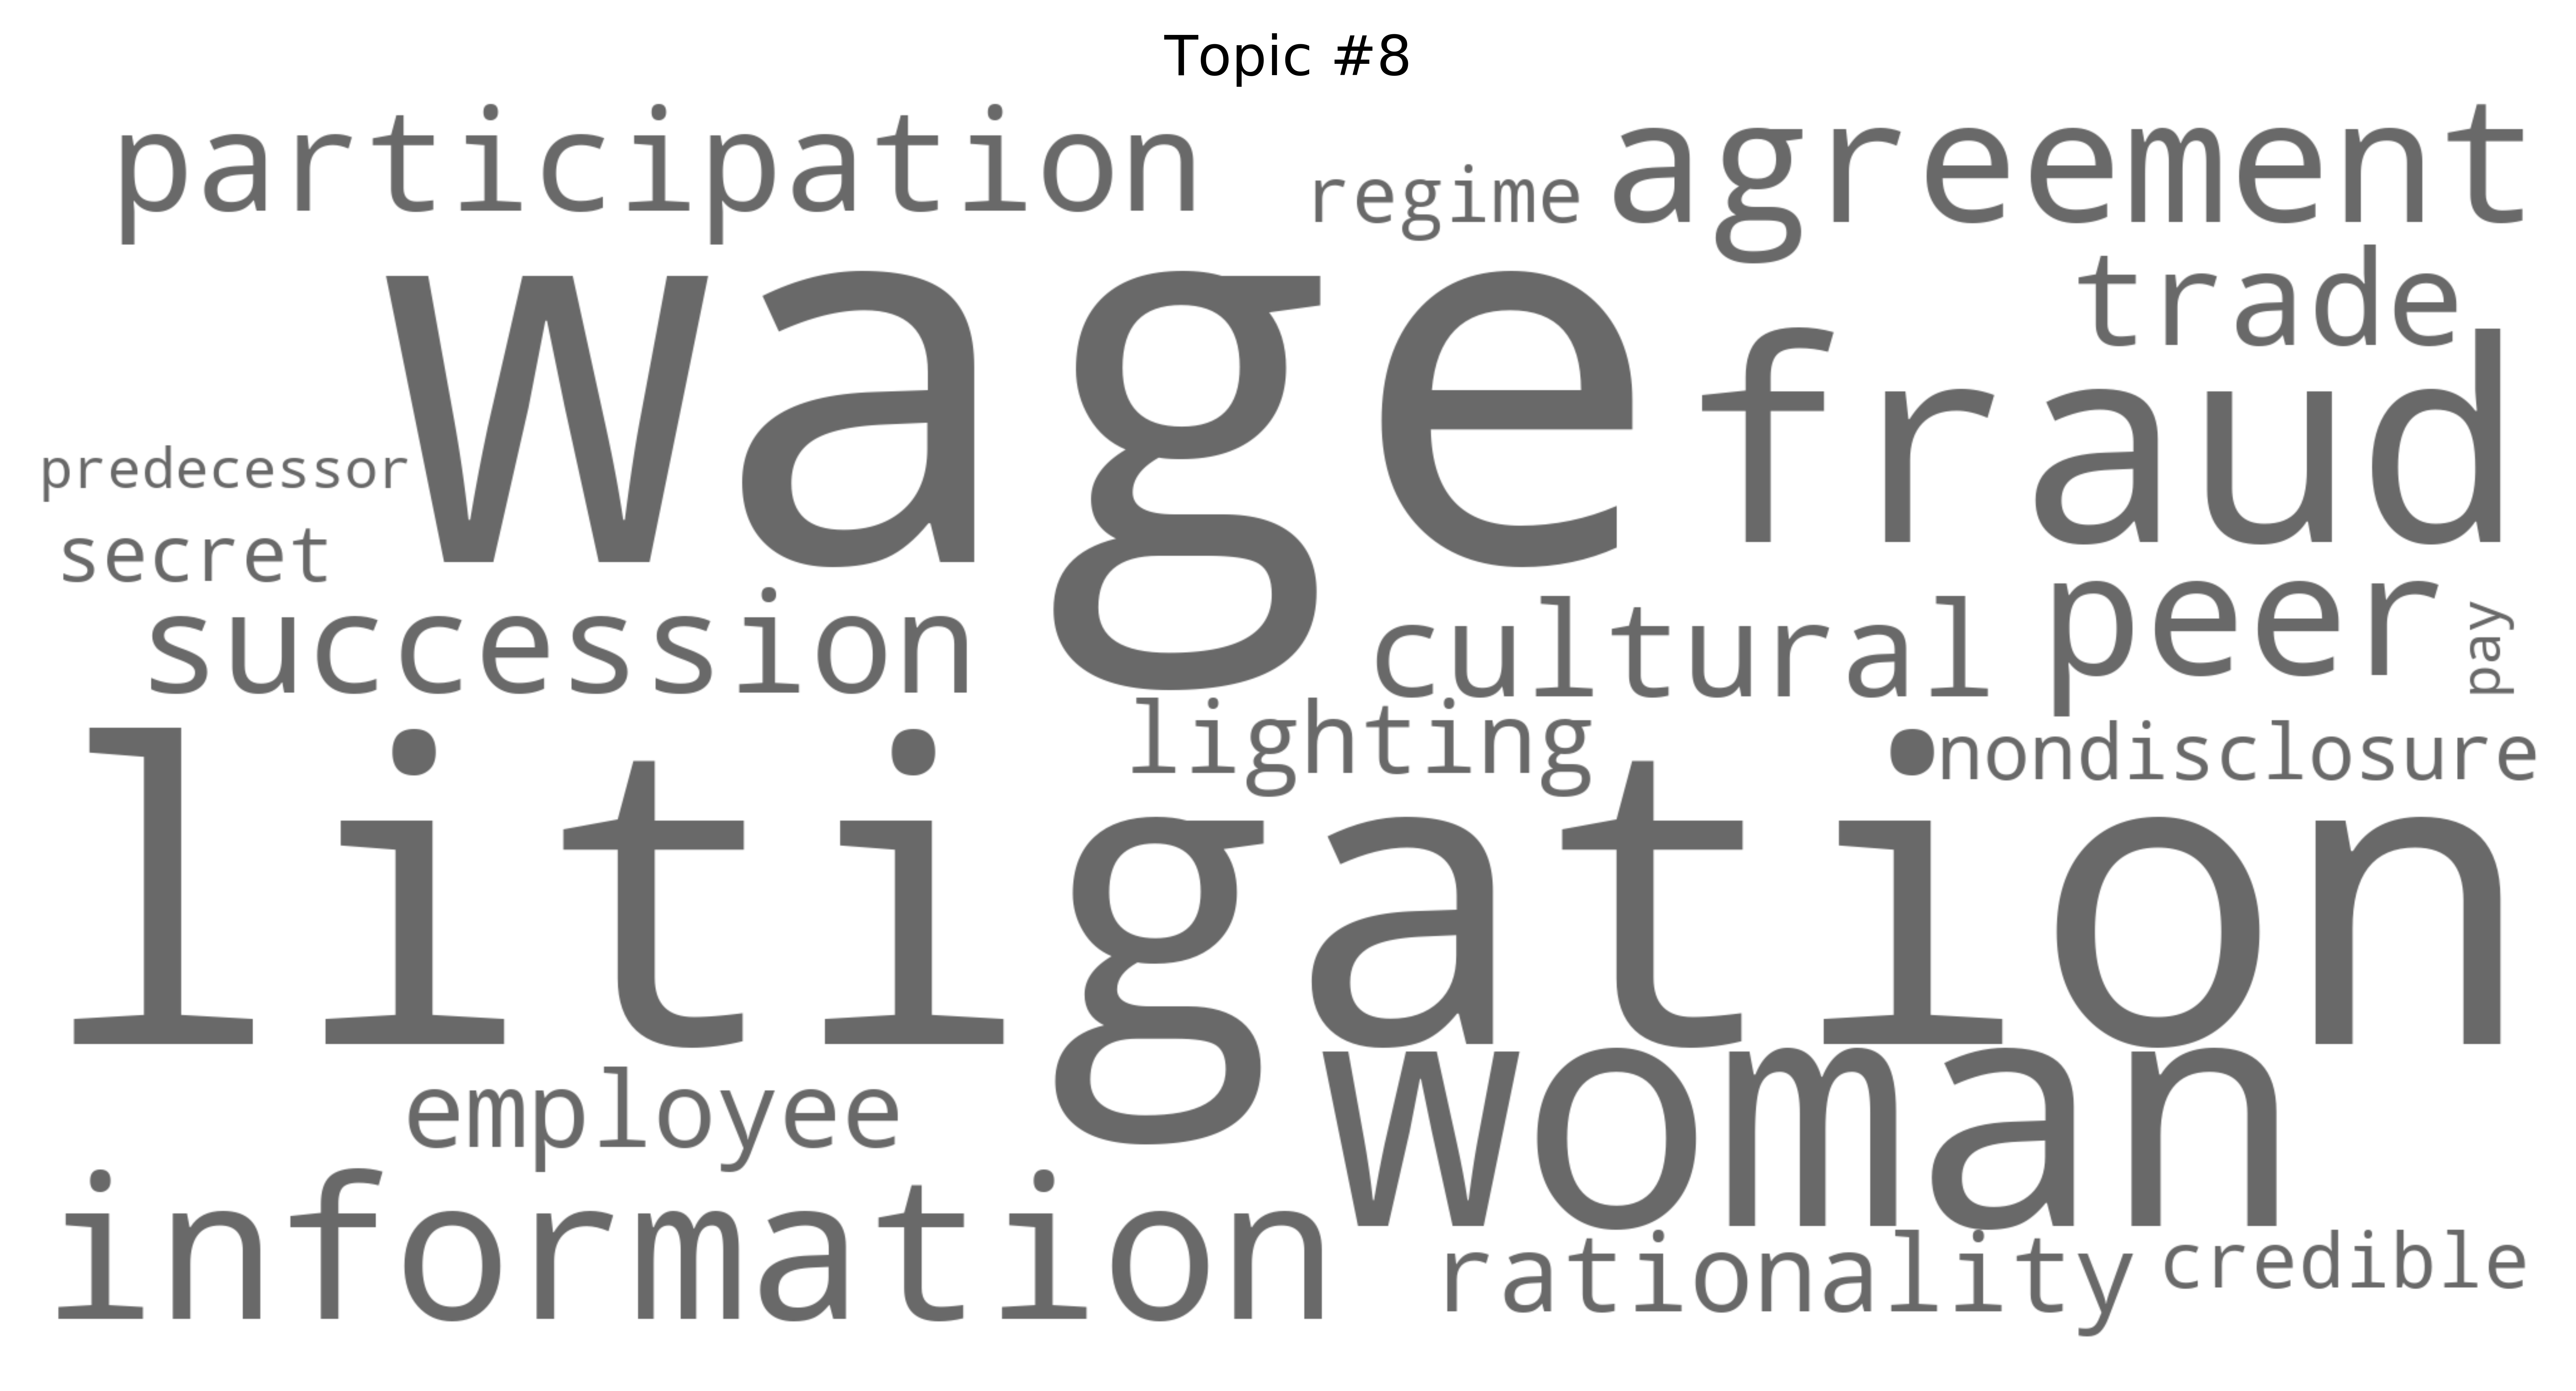 Topic #8
participation
regime
agreement
trade
wage
fraud
predecessor
secret
succession
cultural
peer
pay
lighting
nondisclosure
litigation
employee
woman
information
rationality
credible